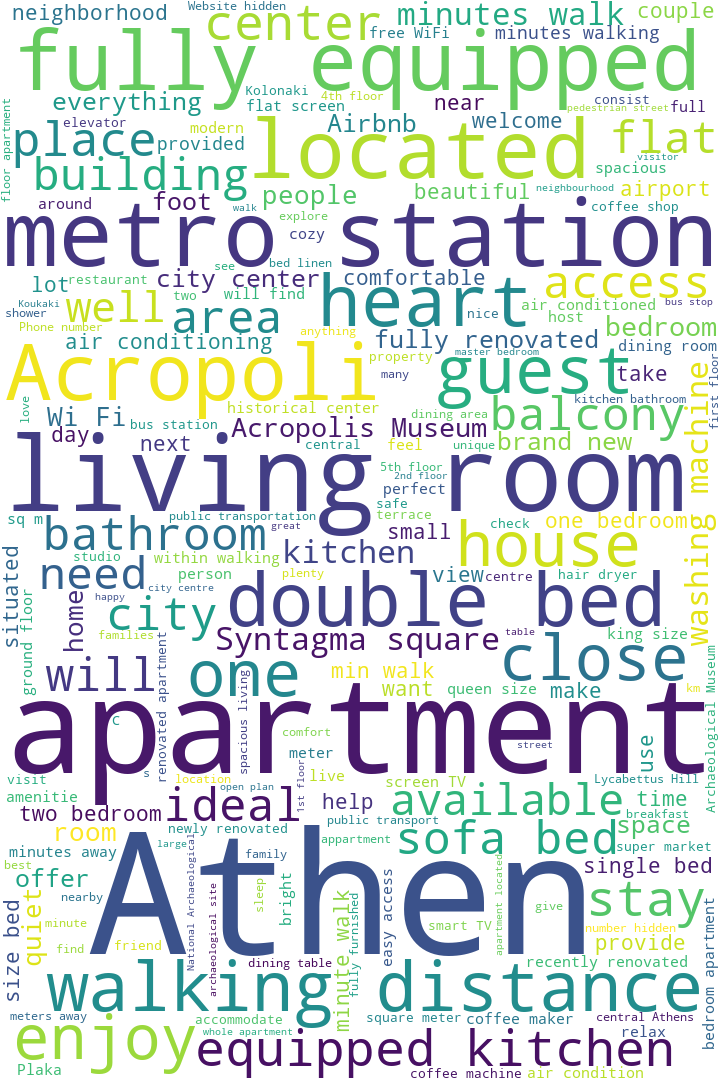 neighborhood
Website hidden
center
minutes walk
couple
free WiFi
minutes walking
fully equipped
Kolonaki
4th floor
everything
flat screen
near
consist
pedestrian street
full
floor apartment
elevator
place
modern
provided
located
Airbnb
welcome
flat
visitor
building
spacious
people
beautiful
neighbourhood
airport
foot
around
walk
explore
coffee shop
metro station
cozy
see
bed linen
lot
restaurant
city center
comfortable
access
heart
Koukaki
shower
well
two
will find
area
nice
air conditioned
host
bus stop
Phone number
air conditioning
anything
fully renovated
bedroom
dining room
Acropoli
property
master bedroom
many
guest
take
first floor
love
historical center
kitchen bathroom
Wi Fi
bus station
dining area
balcony
washing machine
day
next
Acropolis Museum
central
feel
unique
brand new
living room
5th floor
2nd floor
perfect
safe
terrace
sq m
public transportation
great
small
check
one bedroom
bathroom
house
studio
within walking
kitchen
situated
need
person
plenty
view
centre
hair dryer
city centre
happy
home
city
double bed
ground floor
families
Syntagma square
table
king size
close
will
one
min walk
want
queen size
make
Archaeological Museum
km
renovated apartment
spacious living
apartment
C
comfort
meter
street
use
s
visit
location
open plan
1st floor
live
screen TV
Lycabettus Hill
amenitie
two bedroom
ideal
help
available
time
breakfast
room
newly renovated
public transport
sofa bed
space
minutes away
large
appartment
super market
best
family
Athen
single bed
offer
nearby
National Archaeological
archaeological site
sleep
bright
easy access
apartment located
give
stay
size bed
quiet
minute
minute walk
fully furnished
smart TV
number hidden
find
friend
provide
bedroom apartment
dining table
recently renovated
walking distance
meters away
accommodate
square meter
coffee maker
central Athens
enjoy
whole apartment
relax
equipped kitchen
Plaka
coffee machine
air condition